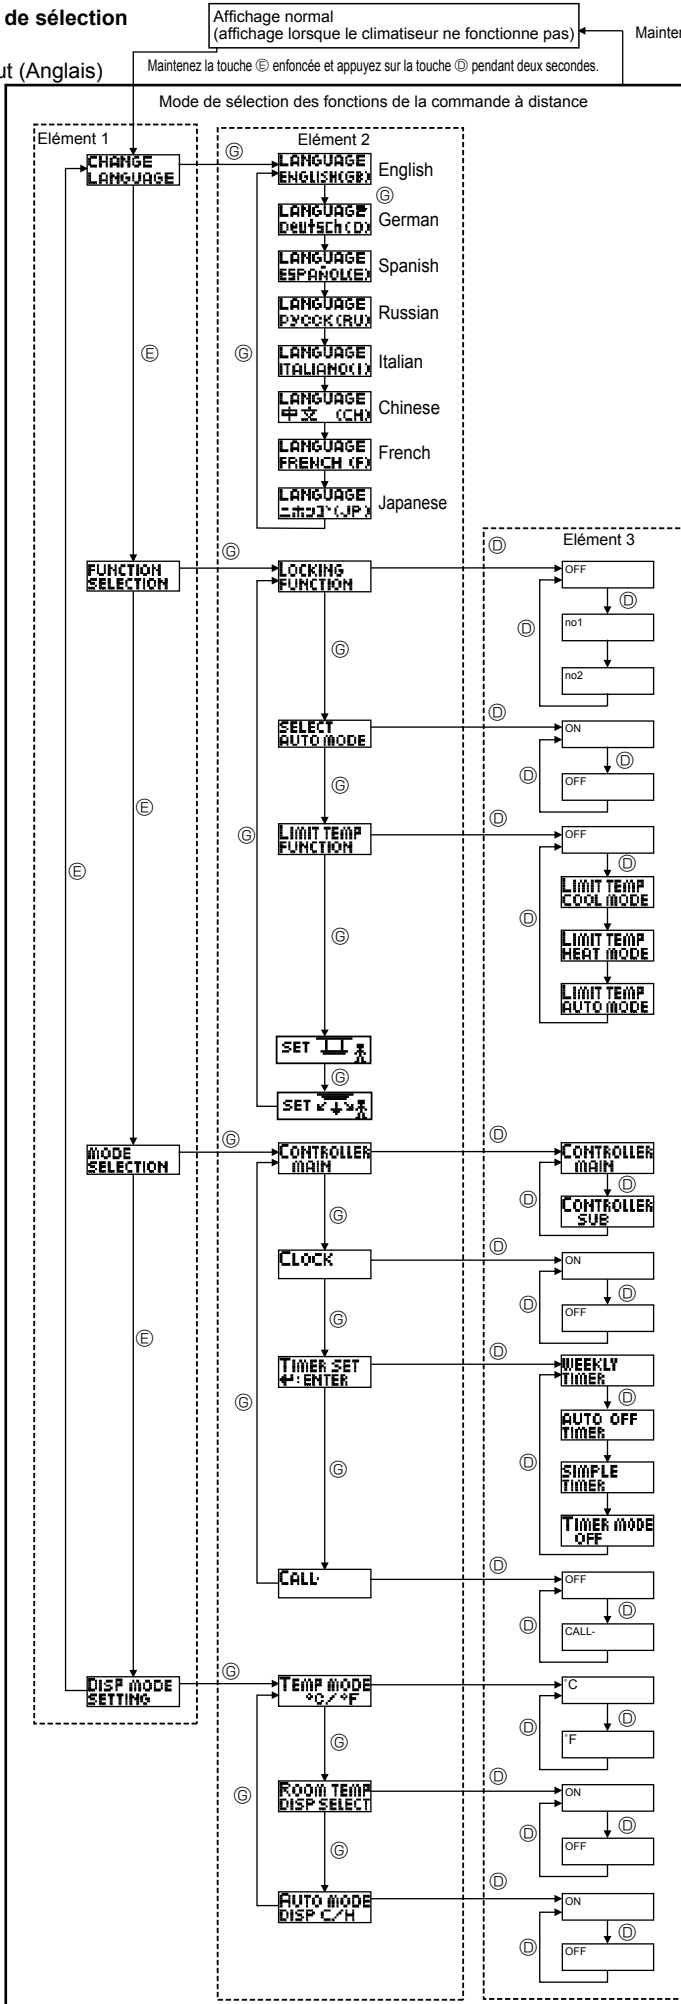 de sélection
Affichage normal
(affichage lorsque le climatiseur ne fonctionne pas)
(Anglais)
Maintenez la touche Ⓔ enfoncée et appuyez sur la touche Ⓓ pendant deux secondes.
Mode de sélection des fonctions de la commande à distance
Elément 1
Elément 2
CHANGE
LANGUAGE
Ⓖ
LANGUAGE
ENGLISH(GB)
English
Ⓖ
LANGUAGE
Deutsch(D)
German
LANGUAGE
ESPAÑOL(E)
Spanish
LANGUAGE
РУССК(RU)
Russian
Ⓔ
Ⓖ
LANGUAGE
ITALIANO(I)
Italian
LANGUAGE
中文 (CH)
Chinese
LANGUAGE
FRENCH (F)
French
LANGUAGE
ニホンゴ(JP)
Japanese
Elément 3
FUNCTION
SELECTION
Ⓖ
LOCKING
FUNCTION
Ⓓ
OFF
Ⓓ
Ⓓ
no1
Ⓖ
no2
SELECT
AUTO MODE
Ⓓ
ON
Ⓓ
Ⓓ
Ⓖ
OFF
Ⓔ
Ⓖ
LIMIT TEMP
FUNCTION
Ⓓ
OFF
Ⓓ
Ⓔ
LIMIT TEMP
COOL MODE
Ⓓ
Ⓖ
LIMIT TEMP
HEAT MODE
LIMIT TEMP
AUTO MODE
SET
Ⓖ
SET
MODE
SELECTION
Ⓖ
CONTROLLER
MAIN
Ⓓ
CONTROLLER
MAIN
Ⓓ
Ⓓ
Ⓖ
CONTROLLER
SUB
CLOCK
Ⓓ
ON
Ⓓ
Ⓓ
Ⓖ
OFF
Ⓔ
TIMER SET
↵:ENTER
Ⓓ
WEEKLY
TIMER
Ⓓ
Ⓖ
AUTO OFF
TIMER
Ⓓ
Ⓖ
SIMPLE
TIMER
TIMER MODE
OFF
CALL-
Ⓓ
OFF
Ⓓ
Ⓓ
CALL-
DISP MODE
SETTING
Ⓖ
TEMP MODE
°C/°F
°C
Ⓓ
Ⓓ
Ⓖ
°F
ROOM TEMP
DISP SELECT
Ⓓ
ON
Ⓖ
Ⓓ
Ⓓ
Ⓖ
OFF
AUTO MODE
DISP C/H
Ⓓ
ON
Ⓓ
Ⓓ
OFF